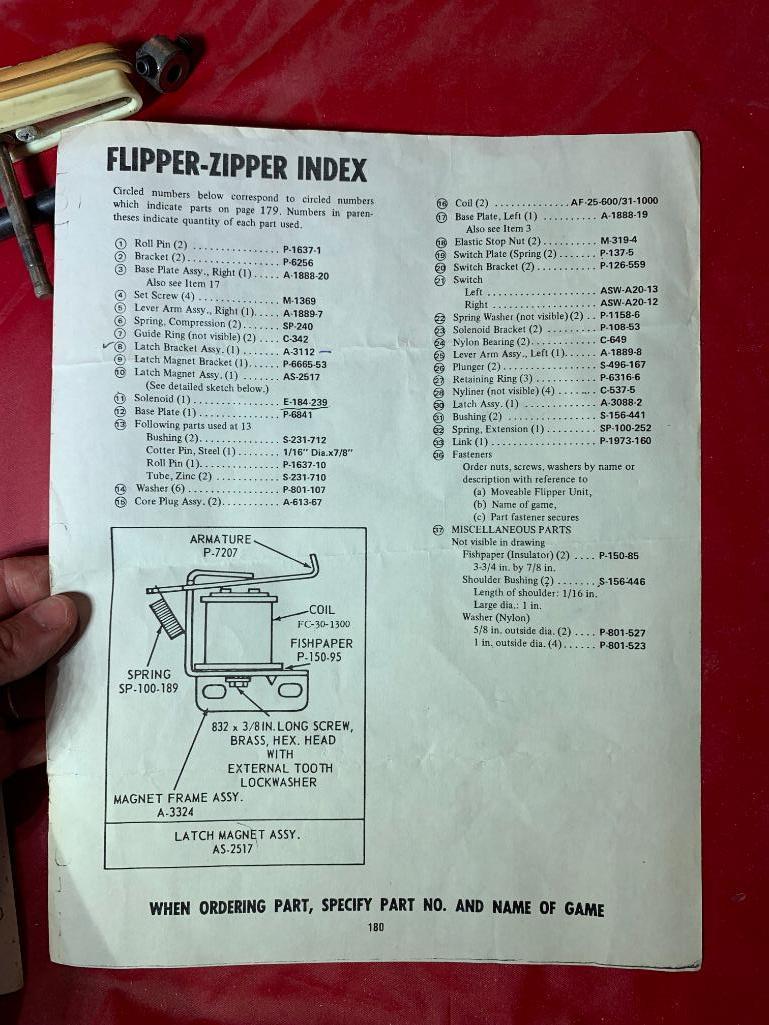 FLIPPER-ZIPPER INDEX
Circled numbers below correspond to circled numbers
which indicate parts on page 179. Numbers in paren-
theses indicate quantity of each part used.
① Roll Pin (2) ............... P-1637-1
② Bracket (2) ............... P-6256
③ Base Plate Assy., Right (1) .... A-1888-20
Also see Item 17
④ Set Screw (4) ............... M-1369
⑤ Lever Arm Assy., Right (1).... A-1889-7
⑥ Spring, Compression (2)...... SP-240
⑦ Guide Ring (not visible) (2) ... C-342
⑧ Latch Bracket Assy. (1) ...... A-3112
⑨ Latch Magnet Bracket (1)..... P-6665-53
⑩ Latch Magnet Assy. (1) ...... AS-2517
(See detailed sketch below.)
⑪ Solenoid (1) ............... E-184-239
⑫ Base Plate (1) ............... P-6841
⑬ Following parts used at 13
Bushing (2)............... S-231-712
Cotter Pin, Steel (1) ........ 1/16" Dia.x7/8"
Roll Pin (1)............... P-1637-10
Tube, Zinc (2) ............ S-231-710
⑭ Washer (6) ............... P-801-107
⑮ Core Plug Assy. (2)......... A-613-67
ARMATURE
P-7207
COIL
FC-30-1300
FISHPAPER
P-150-95
SPRING
SP-100-189
832 x 3/8 IN. LONG SCREW,
BRASS, HEX. HEAD
WITH
EXTERNAL TOOTH
LOCKWASHER
MAGNET FRAME ASSY.
A-3324
LATCH MAGNET ASSY.
AS-2517
⑯ Coil (2) ............... AF-25-600/31-1000
⑰ Base Plate, Left (1) .......... A-1888-19
Also see Item 3
⑱ Elastic Stop Nut (2).......... M-319-4
⑲ Switch Plate (Spring (2) ....... P-137-5
⑳ Switch Bracket (2)........... P-126-559
㉑ Switch
Left ............... ASW-A20-13
Right ............... ASW-A20-12
㉒ Spring Washer (not visible)(2) .. P-1158-6
㉓ Solenoid Bracket (2) ......... P-108-53
㉔ Nylon Bearing (2)........... C-649
㉕ Lever Arm Assy., Left (1)...... A-1889-8
㉖ Plunger (2)............... S-496-167
㉗ Retaining Ring (3) .......... P-6316-6
㉘ Nyliner (not visible) (4) ...... C-537-5
㉚ Latch Assy. (1) ............ A-3088-2
㉛ Bushing (2) ............... S-156-441
㉜ Spring, Extension (1) ........ SP-100-252
㉝ Link (1) ............... P-1973-160
㊱ Fasteners
Order nuts, screws, washers by name or
description with reference to
(a) Moveable Flipper Unit,
(b) Name of game,
(c) Part fastener secures
㊲ MISCELLANEOUS PARTS
Not visible in drawing
Fishpaper (Insulator) (2) .... P-150-85
3-3/4 in. by 7/8 in.
Shoulder Bushing (2) ....... S-156-446
Length of shoulder: 1/16 in.
Large dia.: 1 in.
Washer (Nylon)
5/8 in. outside dia. (2) .... P-801-527
1 in. outside dia. (4)...... P-801-523
WHEN ORDERING PART, SPECIFY PART NO. AND NAME OF GAME
180